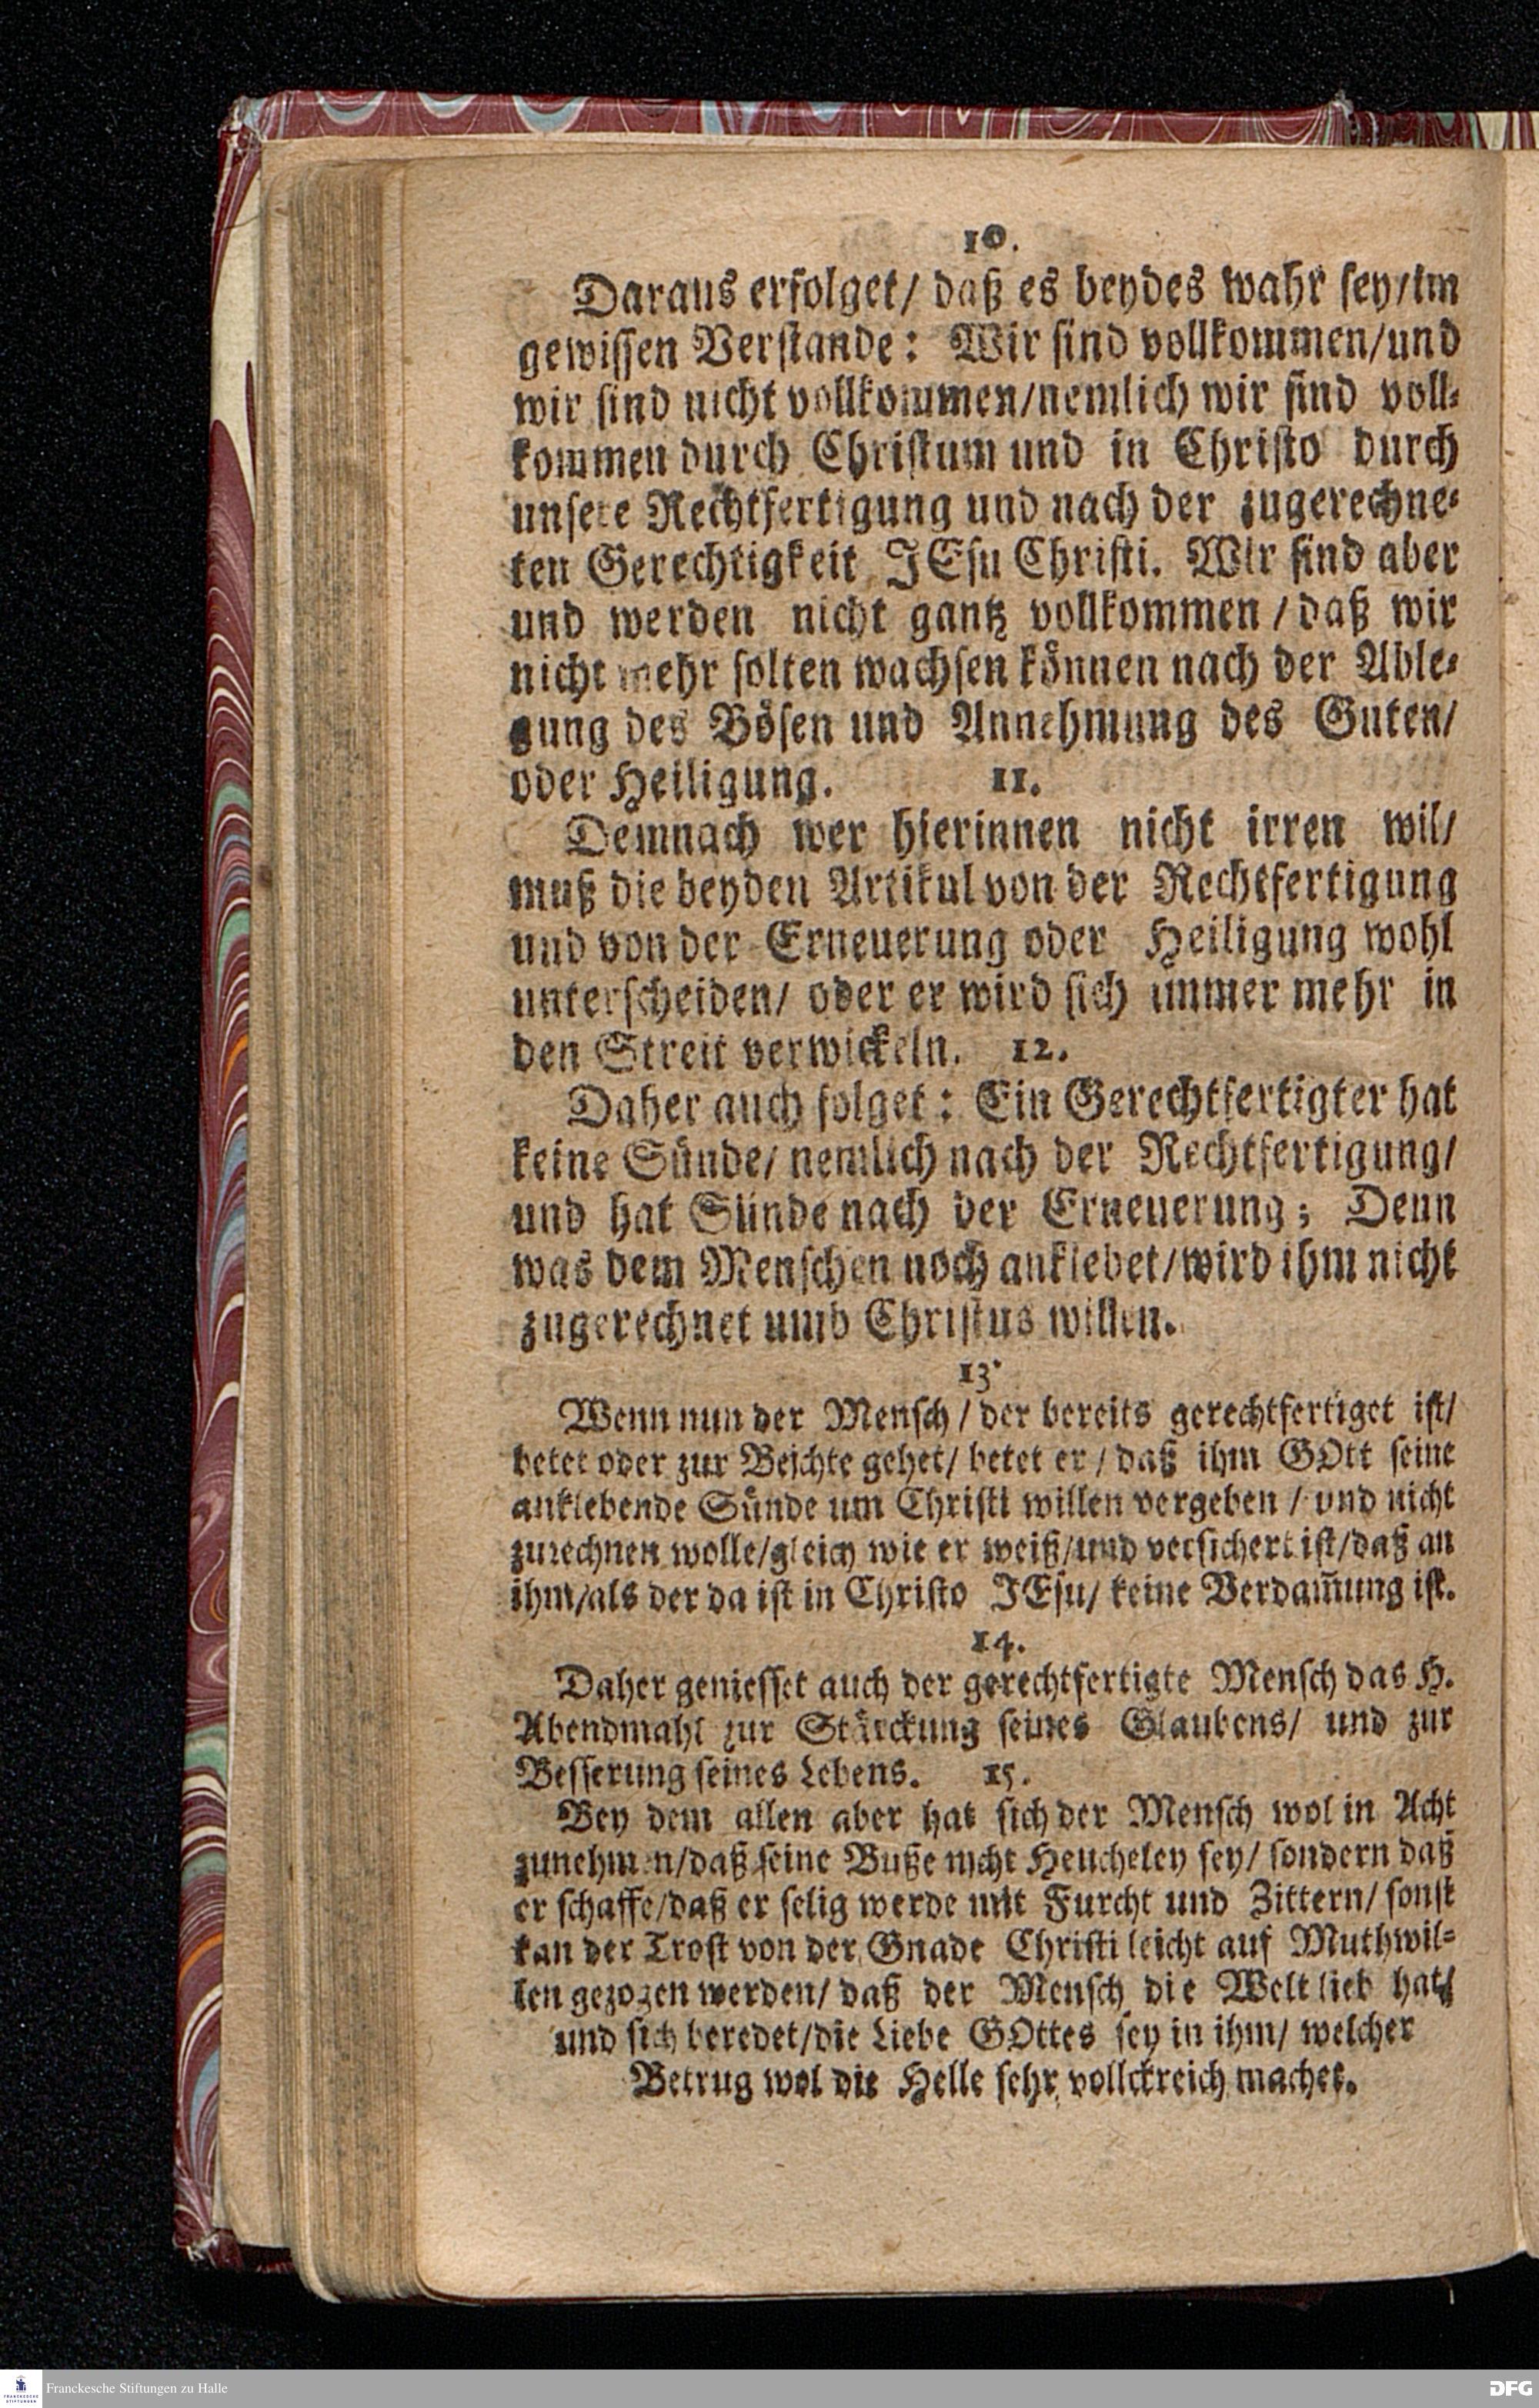 10.
Daraus erfolget/ daß es beydes wahr sey/im
gewissen Verstande: Wir sind vollkommen/und
wir sind nicht vollkommen/nemlich wir sind voll-
kommen durch Christum und in Christo durch
unsere Rechtfertigung und nach der zugerechne-
ten Gerechtigkeit JEsu Christi. Wir sind aber
und werden nicht gantz vollkommen / daß wir
nicht mehr solten wachsen können nach der Able-
gung des Bösen und Annehmung des Guten/
oder Heiligung. 11.
Demnach wer hierinnen nicht irren wil/
muß die beyden Artikul von der Rechtfertigung
und von der Erneuerung oder Heiligung wohl
unterscheiden/ oder er wird sich immer mehr in
den Streit verwickeln. 12.
Daher auch folget: Ein Gerechtfertigter hat
keine Sünde/ nemlich nach der Rechtfertigung/
und hat Sünde nach der Erneuerung; Denn
was dem Menschen noch anklebet/wird ihm nicht
zugerechnet umb Christus willen.
13.
Wenn nun der Mensch / der bereits gerechtfertiget ist/
betet oder zur Beichte gehet/ betet er / daß ihm GOtt seine
anklebende Sünde um Christi willen vergeben / und nicht
zurechnen wolle/gleich wie er weiß/und versichert ist/daß an
ihm/als der da ist in Christo JEsu/ keine Verdam̃ung ist.
14.
Daher geniesset auch der gerechtfertigte Mensch das H.
Abendmahl zur Stärckung seines Glaubens/ und zur
Besserung seines Lebens. 15.
Bey dem allen aber hat sich der Mensch wol in Acht
zunehmen/daß seine Buße nicht Heucheley sey/ sondern daß
er schaffe/daß er selig werde mit Furcht und Zittern/ sonst
kan der Trost von der Gnade Christi leicht auf Muthwil-
len gezogen werden/ daß der Mensch die Welt lieb hat/
und sich beredet/die Liebe GOttes sey in ihm/ welcher
Betrug wol die Helle sehr vollckreich machet.
Franckesche Stiftungen zu Halle
FRANCKESCHE STIFTUNGEN
DFG